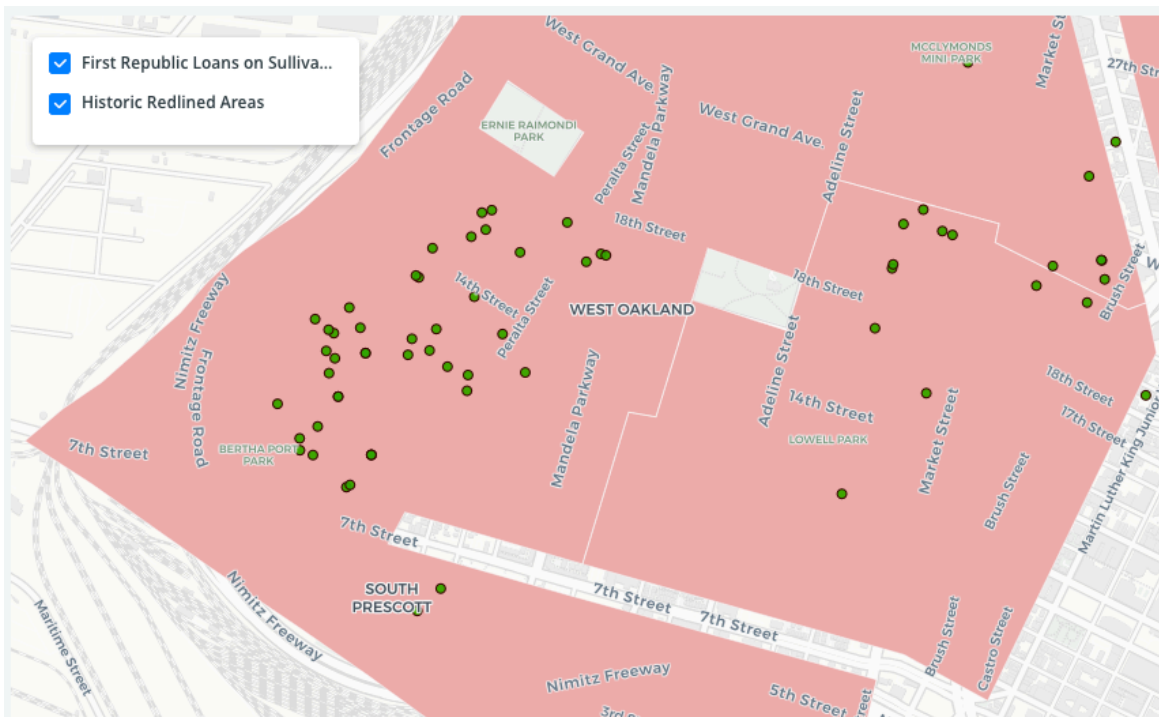 First Republic Loans on Sulliva...
Historic Redlined Areas
West Grand Ave.
MCCLYMONDS
MINI-PARK
Market St
27th Str
Frontage Road
ERNIE RAIMONDI
PARK
Peralta Street
Mandela Parkway
West Grand Ave.
Adeline Street
18th Street
14th Street
Peralta Street
WEST OAKLAND
18th Street
Brush Street
W
Nimitz Freeway
Frontage Road
Mandela Parkway
Adeline Street
14th Street
LOWELL PARK
Market Street
18th Street
17th Street
Martin Luther King Junior
7th Street
BERTHA PORT
PARK
Brush Street
7th Street
SOUTH
PRESCOTT
7th Street
7th Street
Nimitz Freeway
Maritime Street
Nimitz Freeway
Brush Street
Castro Street
5th Street
3rd S
reet